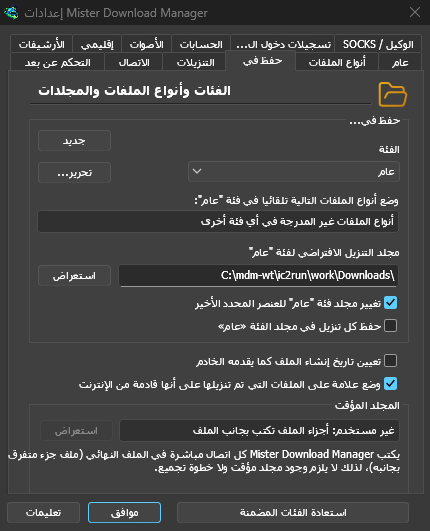 إعدادات Mister Download Manager
الوكيل / SOCKS
تسجيلات دخول ال...
الحسابات
الأصوات
إقليمي
الأرشيفات
عام
أنواع الملفات
حفظ في
التنزيلات
الاتصال
التحكم عن بعد
الفئات وأنواع الملفات والمجلدات
حفظ في...
الفئة
جديد
عام
تحرير...
وضع أنواع الملفات التالية تلقائيا في فئة "عام":
أنواع الملفات غير المدرجة في أي فئة أخرى
مجلد التنزيل الافتراضي لفئة "عام"
C:\mdm-wt\ic2run\work\Downloads\
استعراض
تغيير مجلد فئة "عام" للعنصر المحدد الأخير
حفظ كل تنزيل في مجلد الفئة «عام»
تعيين تاريخ إنشاء الملف كما يقدمه الخادم
وضع علامة على الملفات التي تم تنزيلها على أنها قادمة من الإنترنت
المجلد المؤقت
غير مستخدم: أجزاء الملف تكتب بجانب الملف
استعراض
يكتب Mister Download Manager كل اتصال مباشرة في الملف النهائي (ملف جزء متفرق
بجانبه)، لذلك لا يلزم وجود مجلد مؤقت ولا خطوة تجميع.
استعادة الفئات المضمنة
موافق
تعليمات